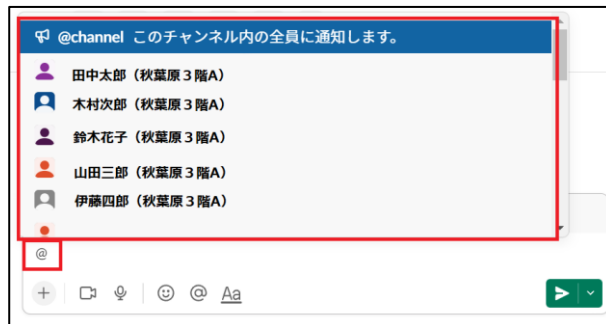 @channel このチャンネル内の全員に通知します。
田中太郎（秋葉原３階A）
木村次郎（秋葉原３階A）
鈴木花子（秋葉原３階A）
山田三郎（秋葉原３階A）
伊藤四郎（秋葉原３階A）
@
@ Aa